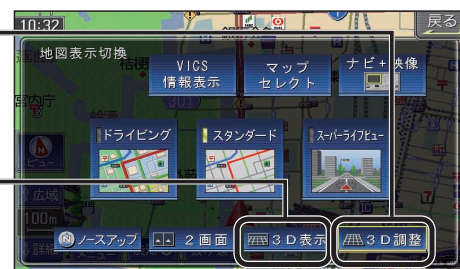 10:32
戻る
地図表示切換
VICS
情報表示
マップ
セレクト
ナビ+映像
ドライビング
スタンダード
スーパーライフビュー
ビュー
広域
100m
詳細
ノースアップ
2画面
3D表示
3D調整